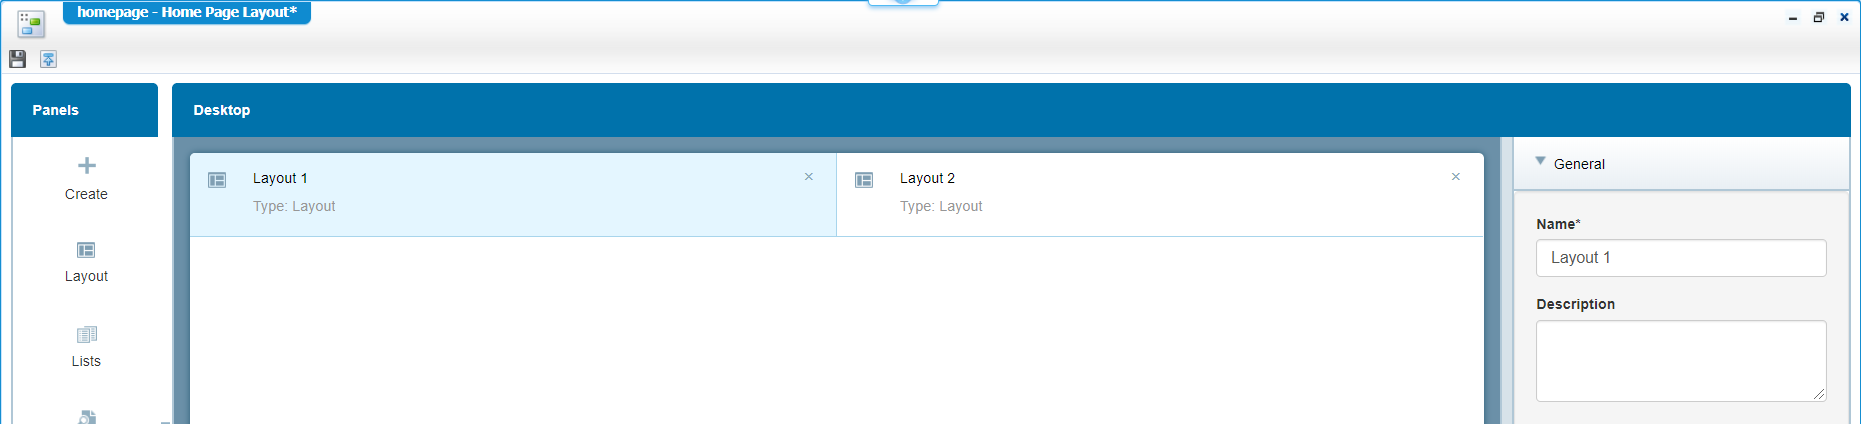 homepage - Home Page Layout*
Panels
Desktop
Create
Layout
Lists
Layout 1
Type: Layout
Layout 2
Type: Layout
General
Name*
Layout 1
Description